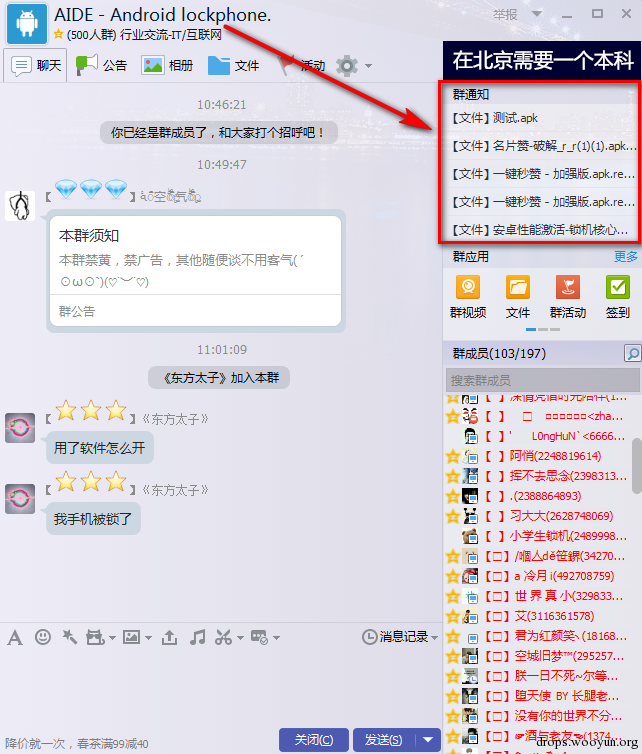 AIDE - Android lockphone.
举报
(500人群) 行业交流-IT/互联网
聊天
公告
相册
文件
活动
在北京需要一个本科
10:46:21
你已经是群成员了，和大家打个招呼吧！
10:49:47
本群须知
本群禁黄，禁广告，其他随便谈不用客气(´
⊙ω⊙`)(♡˙︶˙♡)
群公告
11:01:09
《东方太子》加入本群
【 】《东方太子》
用了软件怎么开
【 】《东方太子》
我手机被锁了
消息记录
降价就一次，春茶满99减40
关闭(C)
发送(S)
群通知
【文件】测试.apk
【文件】名片赞-破解_r_r(1)(1).apk...
【文件】一键秒赞 - 加强版.apk.re...
【文件】一键秒赞 - 加强版.apk.re...
【文件】安卓性能激活-锁机核心...
群应用
更多
群视频
文件
群活动
签到
群成员(103/197)
搜索群成员
【 】 □ ¤¤¤¤¤¤<zha...
【 】' L0ngHuN`<6666...
【 】阿俏(2248819614)
【 】挥不去思念(2398313...
【 】.(2388864893)
【 】习大大(2628748069)
【 】小学生锁机(2489998...
【□】a 冷月i(492708759)
【□】世 界 真 小(329833...
【□】艾(3116361578)
【□】君为红颜笑ヽ(18168...
【□】空城旧梦™(295257...
【□】朕一日不死~尔等...
【□】堕天使 BY 长腿老...
【□】没有你的世界不分...
【□】☞酒与老友☜(1374...
drops.wooyun.org